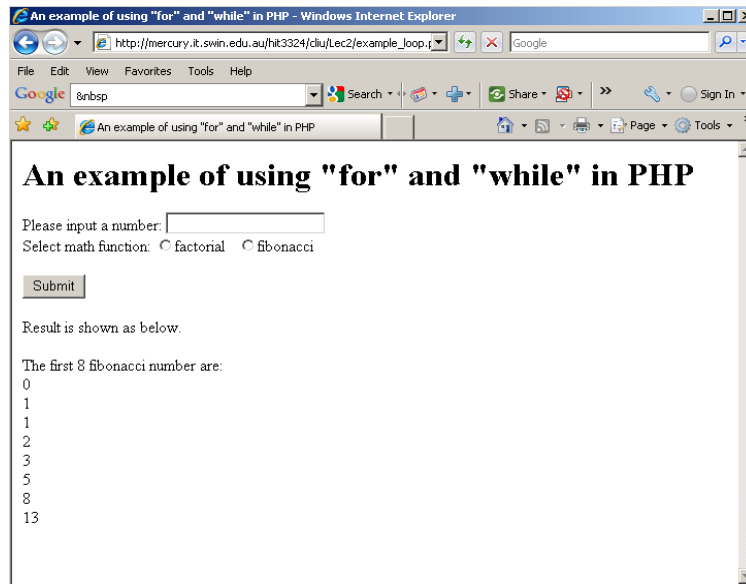 An example of using "for" and "while" in PHP - Windows Internet Explorer
http://mercury.it.swin.edu.au/hit3324/cliu/Lec2/example_loop.p
Google
File Edit View Favorites Tools Help
Google &nbsp Search Share » Sign In
An example of using "for" and "while" in PHP Page Tools
An example of using "for" and "while" in PHP
Please input a number:
Select math function: factorial fibonacci
Submit
Result is shown as below.
The first 8 fibonacci number are:
0
1
1
2
3
5
8
13